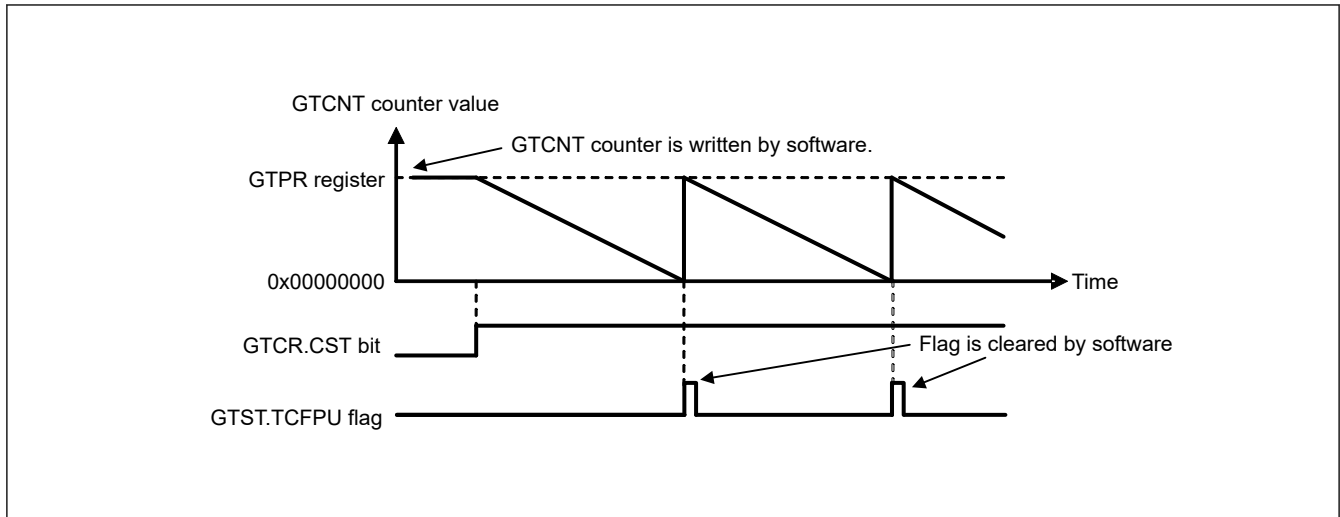 GTCNT counter value
GTCNT counter is written by software.
GTPR register
0x00000000
Time
GTCR.CST bit
Flag is cleared by software
GTST.TCFPU flag